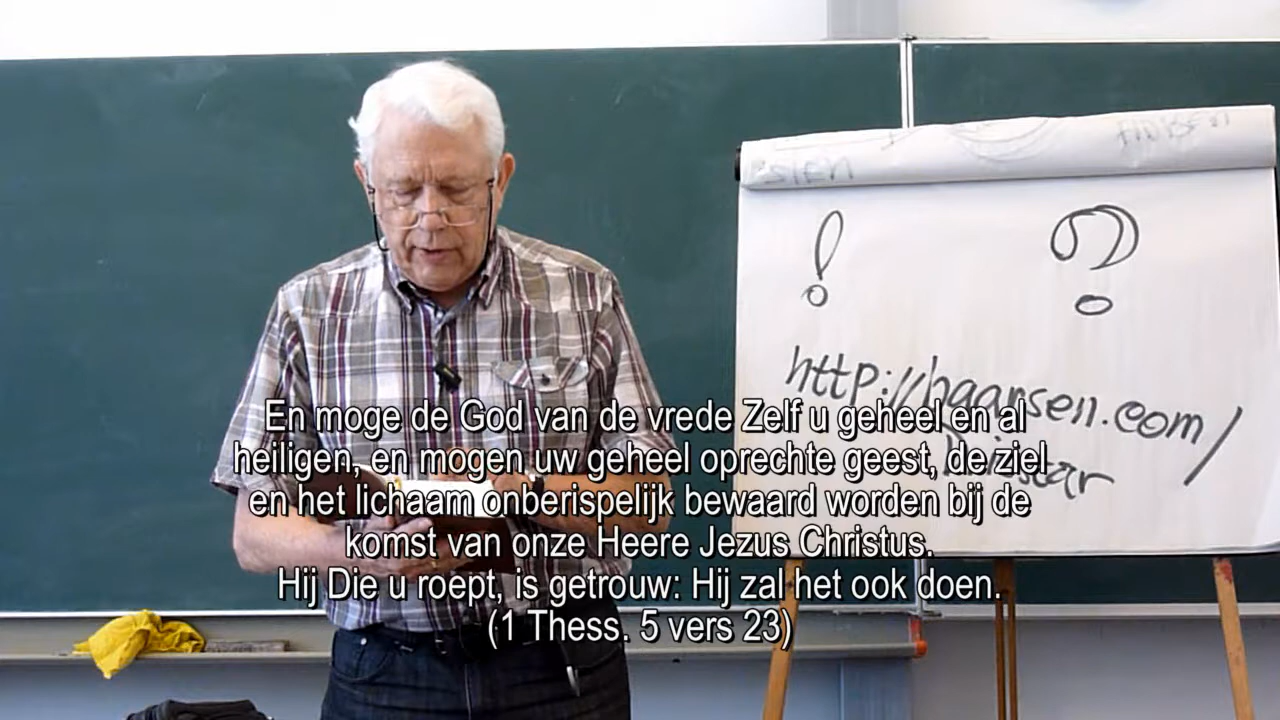 !
?
http://baansen.com/
En moge de God van de vrede Zelf u geheel en al
heiligen, en mogen uw geheel oprechte geest, de ziel
en het lichaam onberispelijk bewaard worden bij de
komst van onze Heere Jezus Christus.
Hij Die u roept, is getrouw: Hij zal het ook doen.
(1 Thess. 5 vers 23)